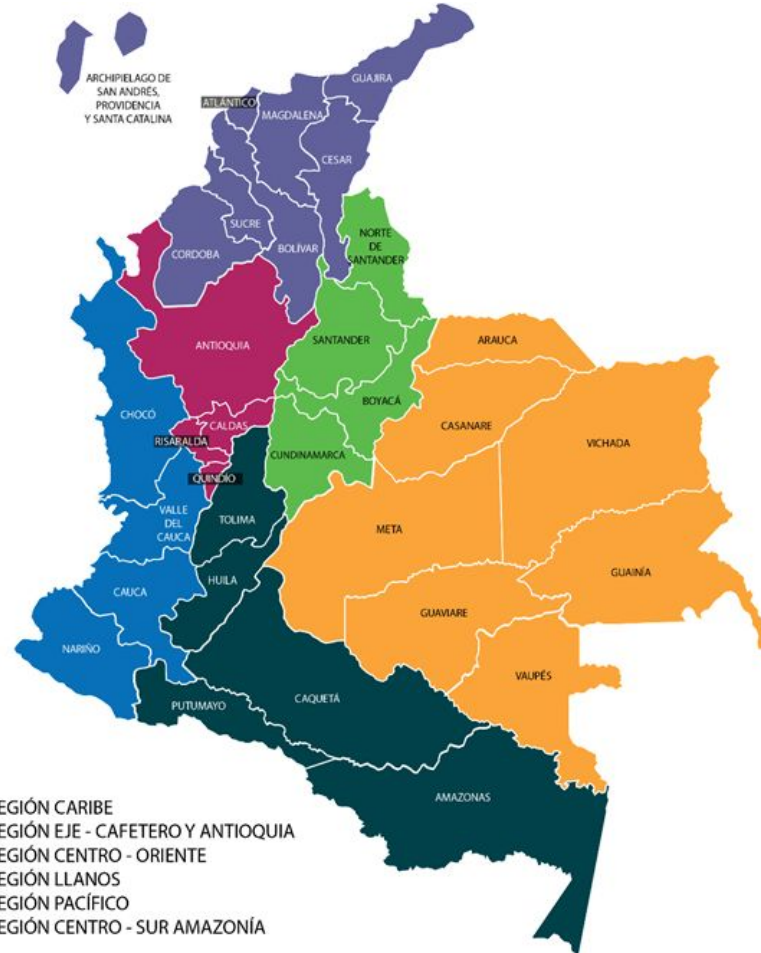 ARCHIPIELAGO DE
SAN ANDRÉS,
PROVIDENCIA
Y SANTA CATALINA
GUAJIRA
ATLÁNTICO
MAGDALENA
CESAR
SUCRE
NORTE
DE
SANTANDER
BOLÍVAR
CORDOBA
SANTANDER
ARAUCA
ANTIOQUIA
BOYACÁ
CHOCÓ
CALDAS
CASANARE
RISARALDA
VICHADA
CUNDINAMARCA
QUINDÍO
VALLE
DEL
CAUCA
TOLIMA
META
GUAINÍA
HUILA
CAUCA
GUAVIARE
NARIÑO
VAUPÉS
CAQUETÁ
PUTUMAYO
AMAZONAS
EGIÓN CARIBE
EGIÓN EJE - CAFETERO Y ANTIOQUIA
EGIÓN CENTRO - ORIENTE
EGIÓN LLANOS
EGIÓN PACÍFICO
EGIÓN CENTRO - SUR AMAZONÍA